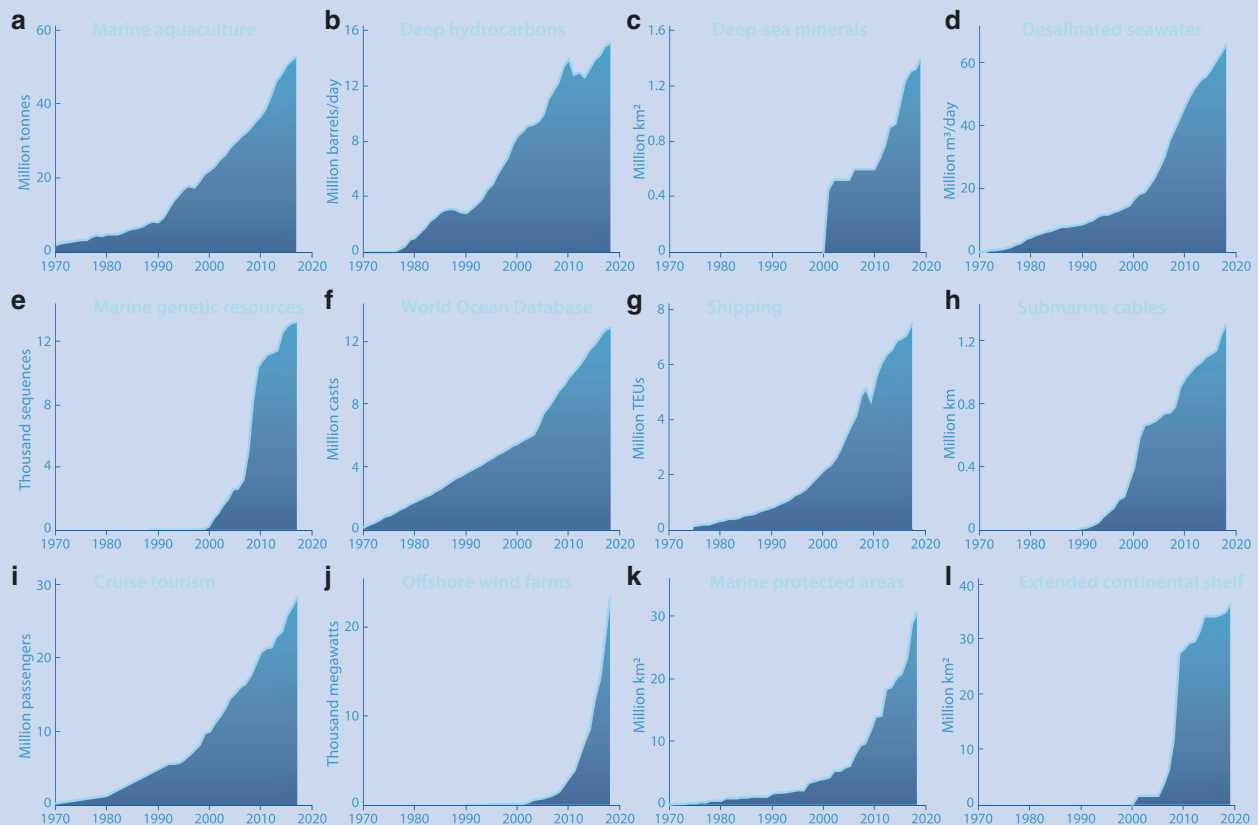 a
Marine aquaculture
Million tonnes
60
40
20
0
1970 1980 1990 2000 2010 2020
b
Deep hydrocarbons
Million barrels/day
16
12
8
4
0
1970 1980 1990 2000 2010 2020
c
Deep-sea minerals
Million km²
1.6
1.2
0.8
0.4
0
1970 1980 1990 2000 2010 2020
d
Desalinated seawater
Million m³/day
60
40
20
0
1970 1980 1990 2000 2010 2020
e
Marine genetic resources
Thousand sequences
12
8
4
0
1970 1980 1990 2000 2010 2020
f
World Ocean Database
Million casts
12
8
4
0
1970 1980 1990 2000 2010 2020
g
Shipping
Million TEUs
8
6
4
2
0
1970 1980 1990 2000 2010 2020
h
Submarine cables
Million km
1.2
0.8
0.4
0
1970 1980 1990 2000 2010 2020
i
Cruise tourism
Million passengers
30
20
10
0
1970 1980 1990 2000 2010 2020
j
Offshore wind farms
Thousand megawatts
20
10
0
1970 1980 1990 2000 2010 2020
k
Marine protected areas
Million km²
30
20
10
0
1970 1980 1990 2000 2010 2020
l
Extended continental shelf
Million km²
40
30
20
10
0
1970 1980 1990 2000 2010 2020